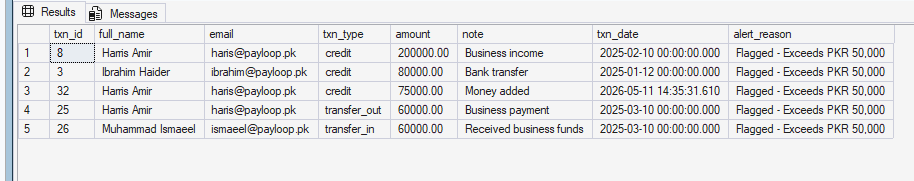 Results Messages
txn_id full_name email txn_type amount note txn_date alert_reason
1 8 Harris Amir haris@payloop.pk credit 200000.00 Business income 2025-02-10 00:00:00.000 Flagged - Exceeds PKR 50,000
2 3 Ibrahim Haider ibrahim@payloop.pk credit 80000.00 Bank transfer 2025-01-12 00:00:00.000 Flagged - Exceeds PKR 50,000
3 32 Harris Amir haris@payloop.pk credit 75000.00 Money added 2026-05-11 14:35:31.610 Flagged - Exceeds PKR 50,000
4 25 Harris Amir haris@payloop.pk transfer_out 60000.00 Business payment 2025-03-10 00:00:00.000 Flagged - Exceeds PKR 50,000
5 26 Muhammad Ismaeel ismaeel@payloop.pk transfer_in 60000.00 Received business funds 2025-03-10 00:00:00.000 Flagged - Exceeds PKR 50,000